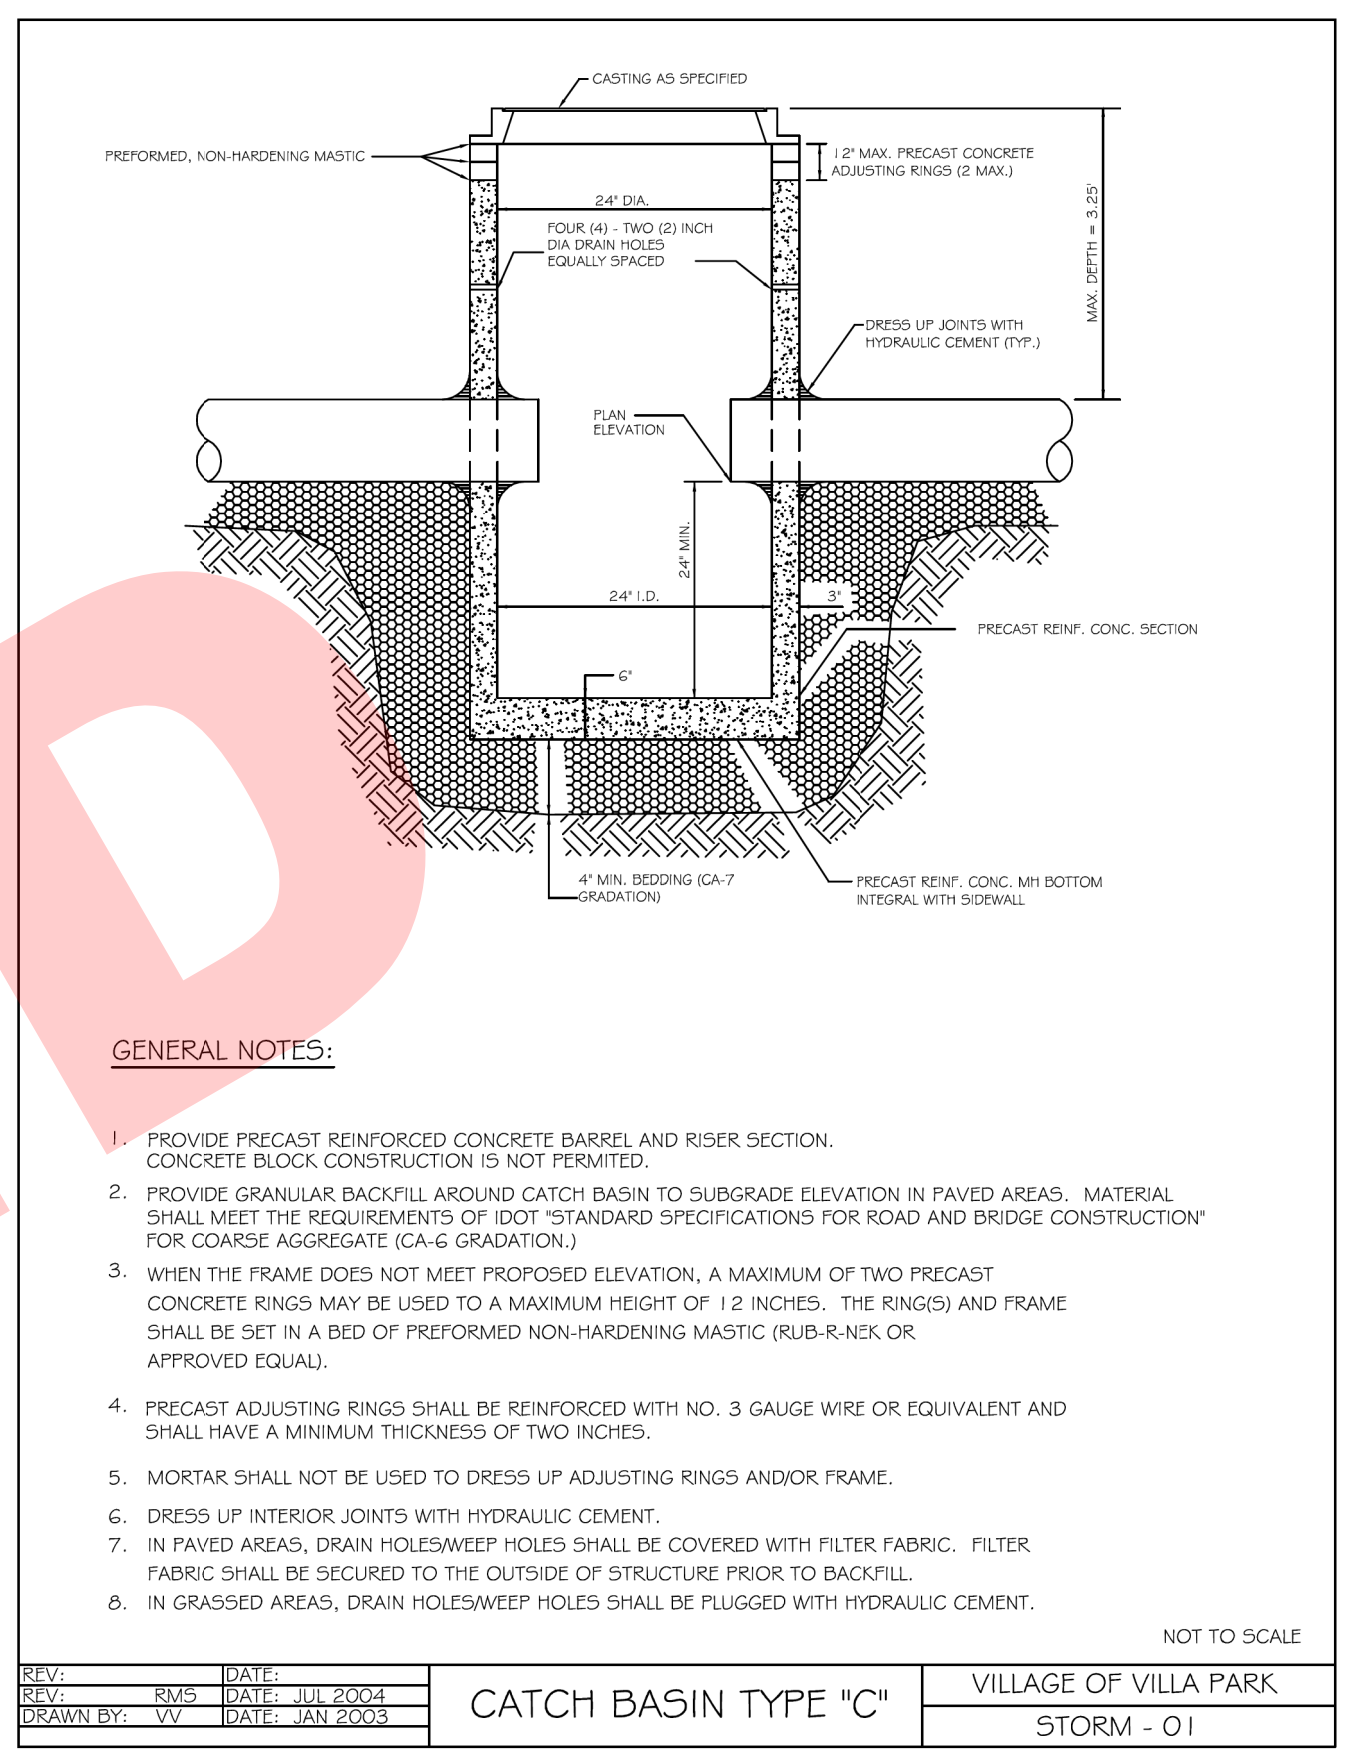 CASTING AS SPECIFIED
PREFORMED, NON-HARDENING MASTIC
12" MAX. PRECAST CONCRETE
ADJUSTING RINGS (2 MAX.)
24" DIA.
MAX. DEPTH = 3.25'
FOUR (4) - TWO (2) INCH
DIA DRAIN HOLES
EQUALLY SPACED
DRESS UP JOINTS WITH
HYDRAULIC CEMENT (TYP.)
PLAN
ELEVATION
24" MIN.
24" I.D.
3"
PRECAST REINF. CONC. SECTION
6"
4" MIN. BEDDING (CA-7
GRADATION)
PRECAST REINF. CONC. MH BOTTOM
INTEGRAL WITH SIDEWALL
GENERAL NOTES:
1. PROVIDE PRECAST REINFORCED CONCRETE BARREL AND RISER SECTION.
CONCRETE BLOCK CONSTRUCTION IS NOT PERMITED.
2. PROVIDE GRANULAR BACKFILL AROUND CATCH BASIN TO SUBGRADE ELEVATION IN PAVED AREAS. MATERIAL
SHALL MEET THE REQUIREMENTS OF IDOT "STANDARD SPECIFICATIONS FOR ROAD AND BRIDGE CONSTRUCTION"
FOR COARSE AGGREGATE (CA-6 GRADATION.)
3. WHEN THE FRAME DOES NOT MEET PROPOSED ELEVATION, A MAXIMUM OF TWO PRECAST
CONCRETE RINGS MAY BE USED TO A MAXIMUM HEIGHT OF 12 INCHES. THE RING(S) AND FRAME
SHALL BE SET IN A BED OF PREFORMED NON-HARDENING MASTIC (RUB-R-NEK OR
APPROVED EQUAL).
4. PRECAST ADJUSTING RINGS SHALL BE REINFORCED WITH NO. 3 GAUGE WIRE OR EQUIVALENT AND
SHALL HAVE A MINIMUM THICKNESS OF TWO INCHES.
5. MORTAR SHALL NOT BE USED TO DRESS UP ADJUSTING RINGS AND/OR FRAME.
6. DRESS UP INTERIOR JOINTS WITH HYDRAULIC CEMENT.
7. IN PAVED AREAS, DRAIN HOLES/WEEP HOLES SHALL BE COVERED WITH FILTER FABRIC. FILTER
FABRIC SHALL BE SECURED TO THE OUTSIDE OF STRUCTURE PRIOR TO BACKFILL.
8. IN GRASSED AREAS, DRAIN HOLES/WEEP HOLES SHALL BE PLUGGED WITH HYDRAULIC CEMENT.
NOT TO SCALE
REV: DATE:
REV: RMS DATE: JUL 2004
DRAWN BY: VV DATE: JAN 2003
CATCH BASIN TYPE "C"
VILLAGE OF VILLA PARK
STORM - 01
D